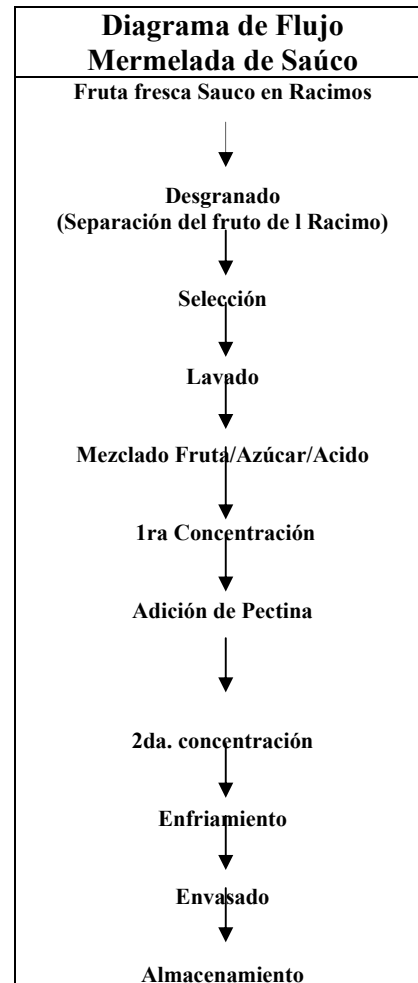 Diagrama de Flujo
Mermelada de Saúco
Fruta fresca Sauco en Racimos
Desgranado
(Separación del fruto de l Racimo)
Selección
Lavado
Mezclado Fruta/Azúcar/Acido
1ra Concentración
Adición de Pectina
2da. concentración
Enfriamiento
Envasado
Almacenamiento